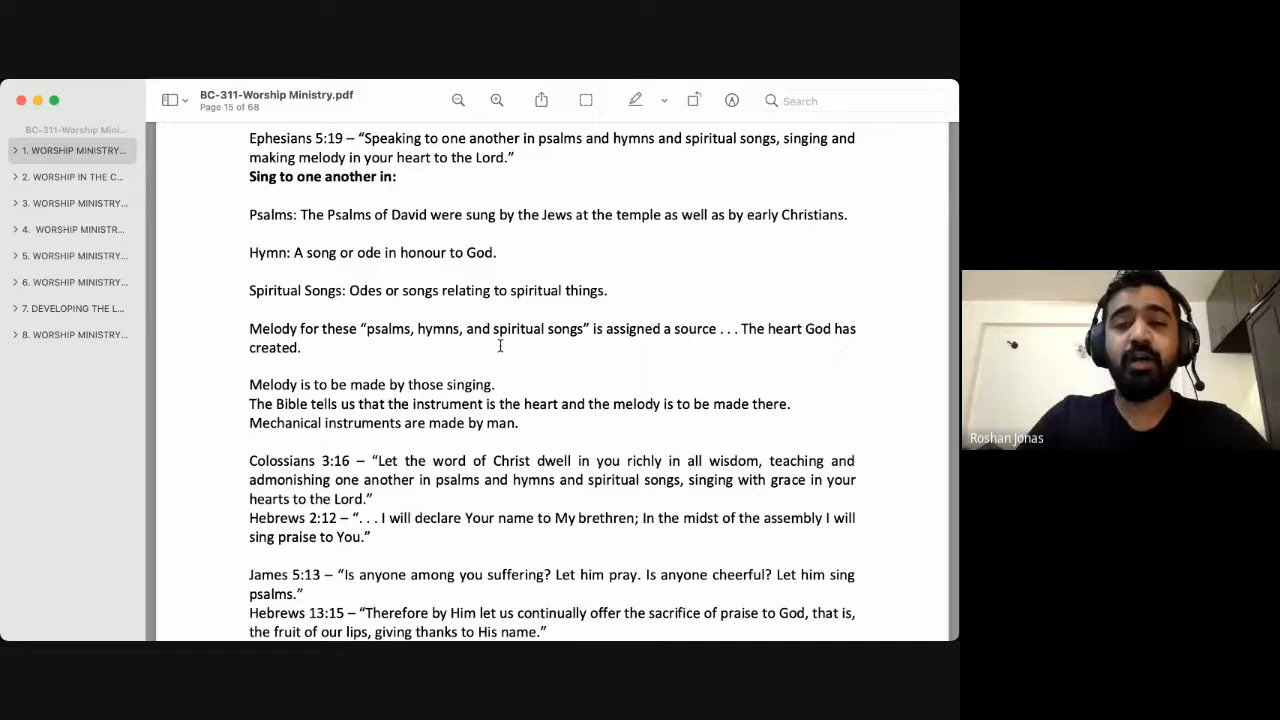 BC-311-Worship Ministry.pdf
Page 15 of 68
Search
BC-311-Worship Mini...
1. WORSHIP MINISTRY...
2. WORSHIP IN THE C...
3. WORSHIP MINISTRY...
4. WORSHIP MINISTR...
5. WORSHIP MINISTRY...
6. WORSHIP MINISTRY...
7. DEVELOPING THE L...
8. WORSHIP MINISTRY...
Ephesians 5:19 – “Speaking to one another in psalms and hymns and spiritual songs, singing and
making melody in your heart to the Lord.”
Sing to one another in:
Psalms: The Psalms of David were sung by the Jews at the temple as well as by early Christians.
Hymn: A song or ode in honour to God.
Spiritual Songs: Odes or songs relating to spiritual things.
Melody for these “psalms, hymns, and spiritual songs” is assigned a source . . . The heart God has
created.
Melody is to be made by those singing.
The Bible tells us that the instrument is the heart and the melody is to be made there.
Mechanical instruments are made by man.
Colossians 3:16 – “Let the word of Christ dwell in you richly in all wisdom, teaching and
admonishing one another in psalms and hymns and spiritual songs, singing with grace in your
hearts to the Lord.”
Hebrews 2:12 – “. . . I will declare Your name to My brethren; In the midst of the assembly I will
sing praise to You.”
James 5:13 – “Is anyone among you suffering? Let him pray. Is anyone cheerful? Let him sing
psalms.”
Hebrews 13:15 – “Therefore by Him let us continually offer the sacrifice of praise to God, that is,
the fruit of our lips, giving thanks to His name.”
Roshan Jonas